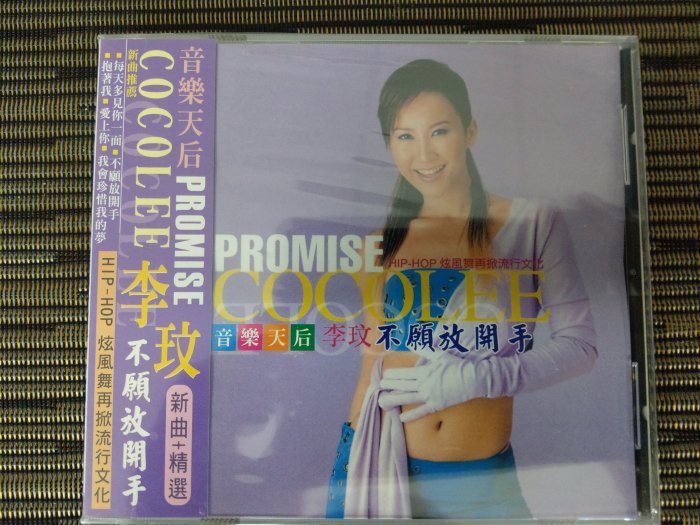 音樂天后 PROMISE
COCOLEE 李玟 不願放開手
新曲+精選
新曲推薦
■每天多見你一面■不願放開手
■抱著我■愛上你■我會珍惜我的夢
HIP-HOP 炫風舞再掀流行文化
PROMISE
HIP-HOP 炫風舞再掀流行文化
COCOLEE
音樂天后 李玟 不願放開手